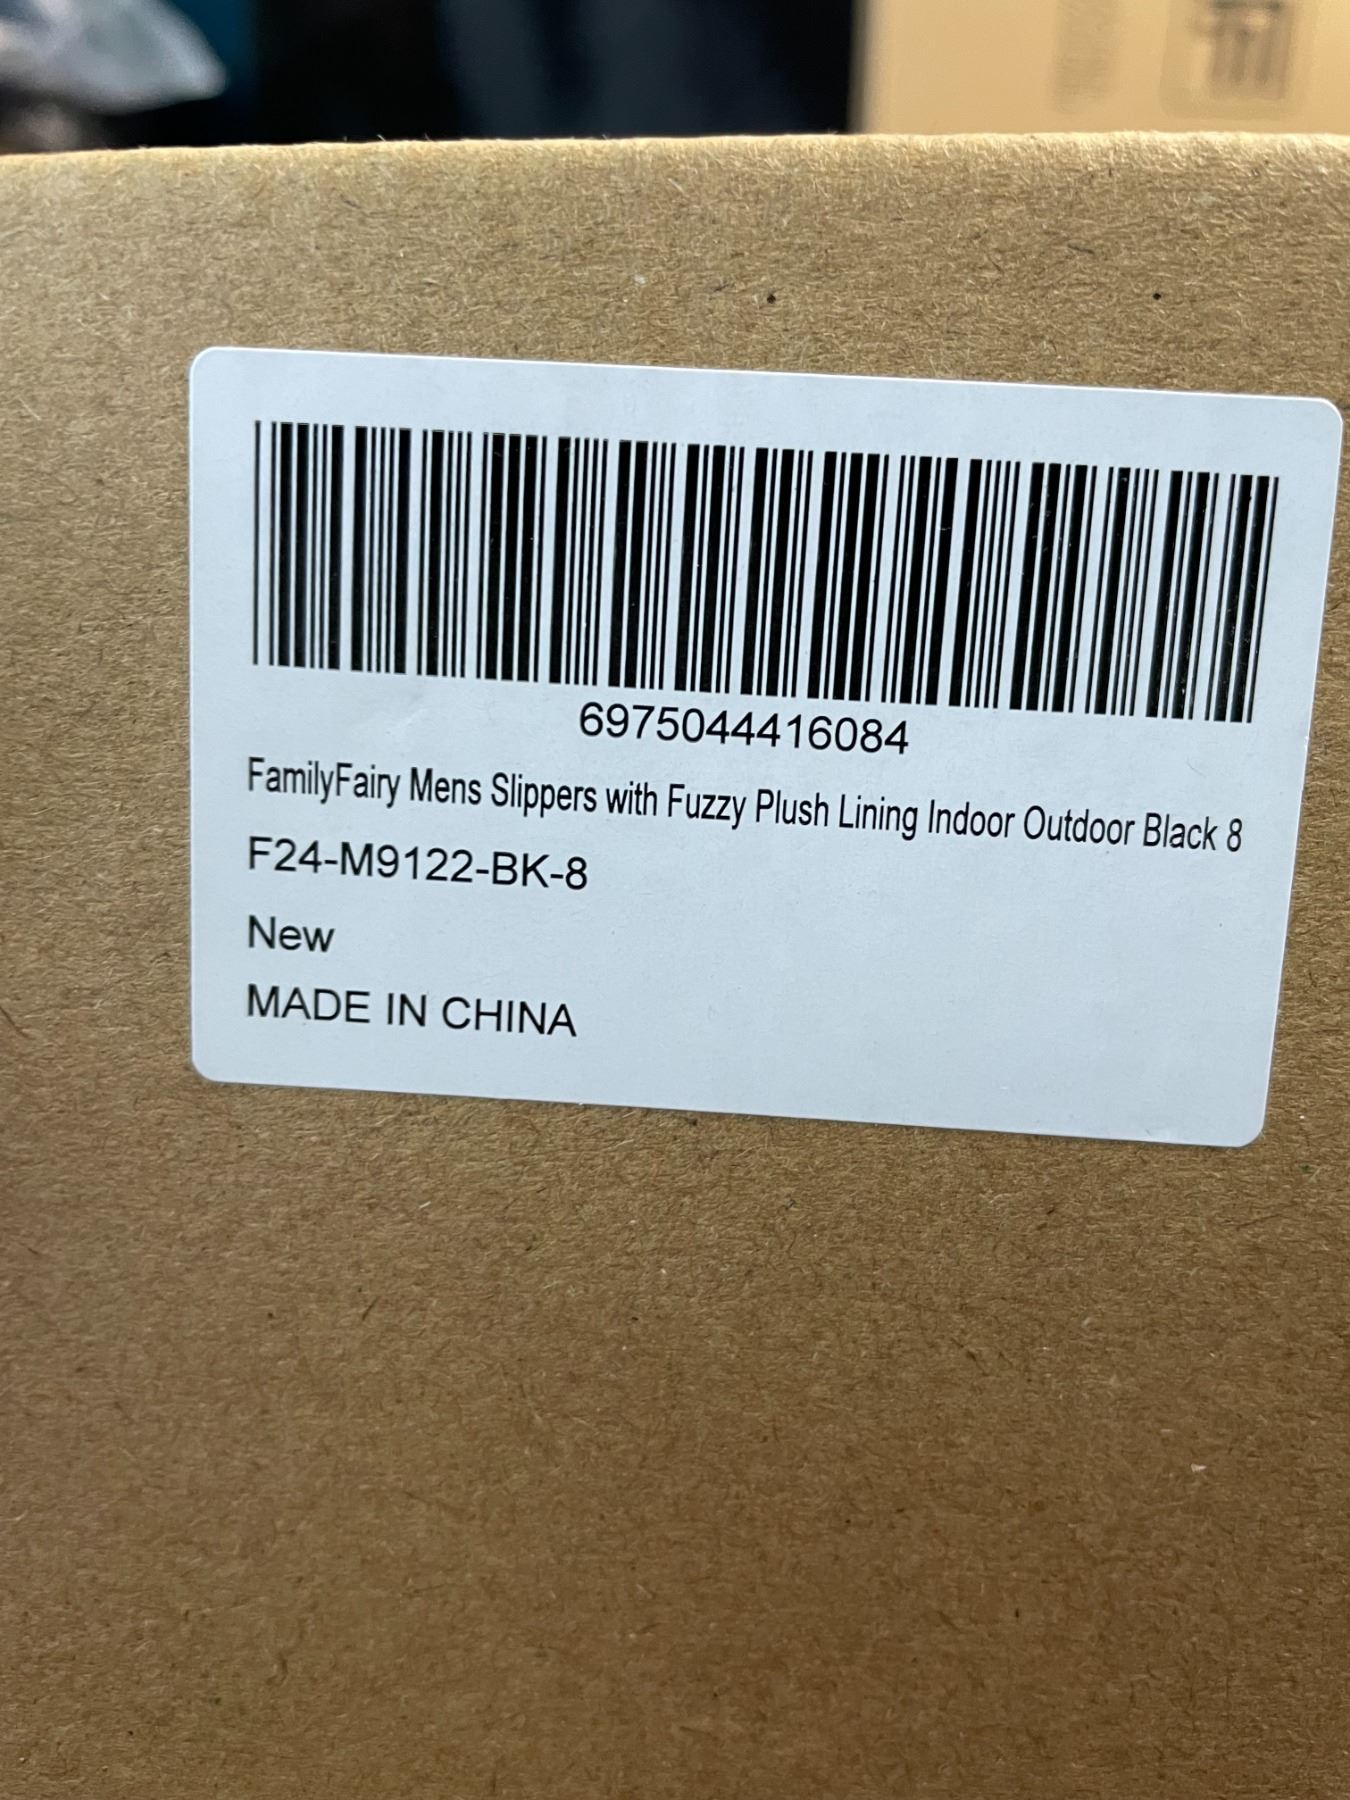 6975044416084
FamilyFairy Mens Slippers with Fuzzy Plush Lining Indoor Outdoor Black 8
F24-M9122-BK-8
New
MADE IN CHINA